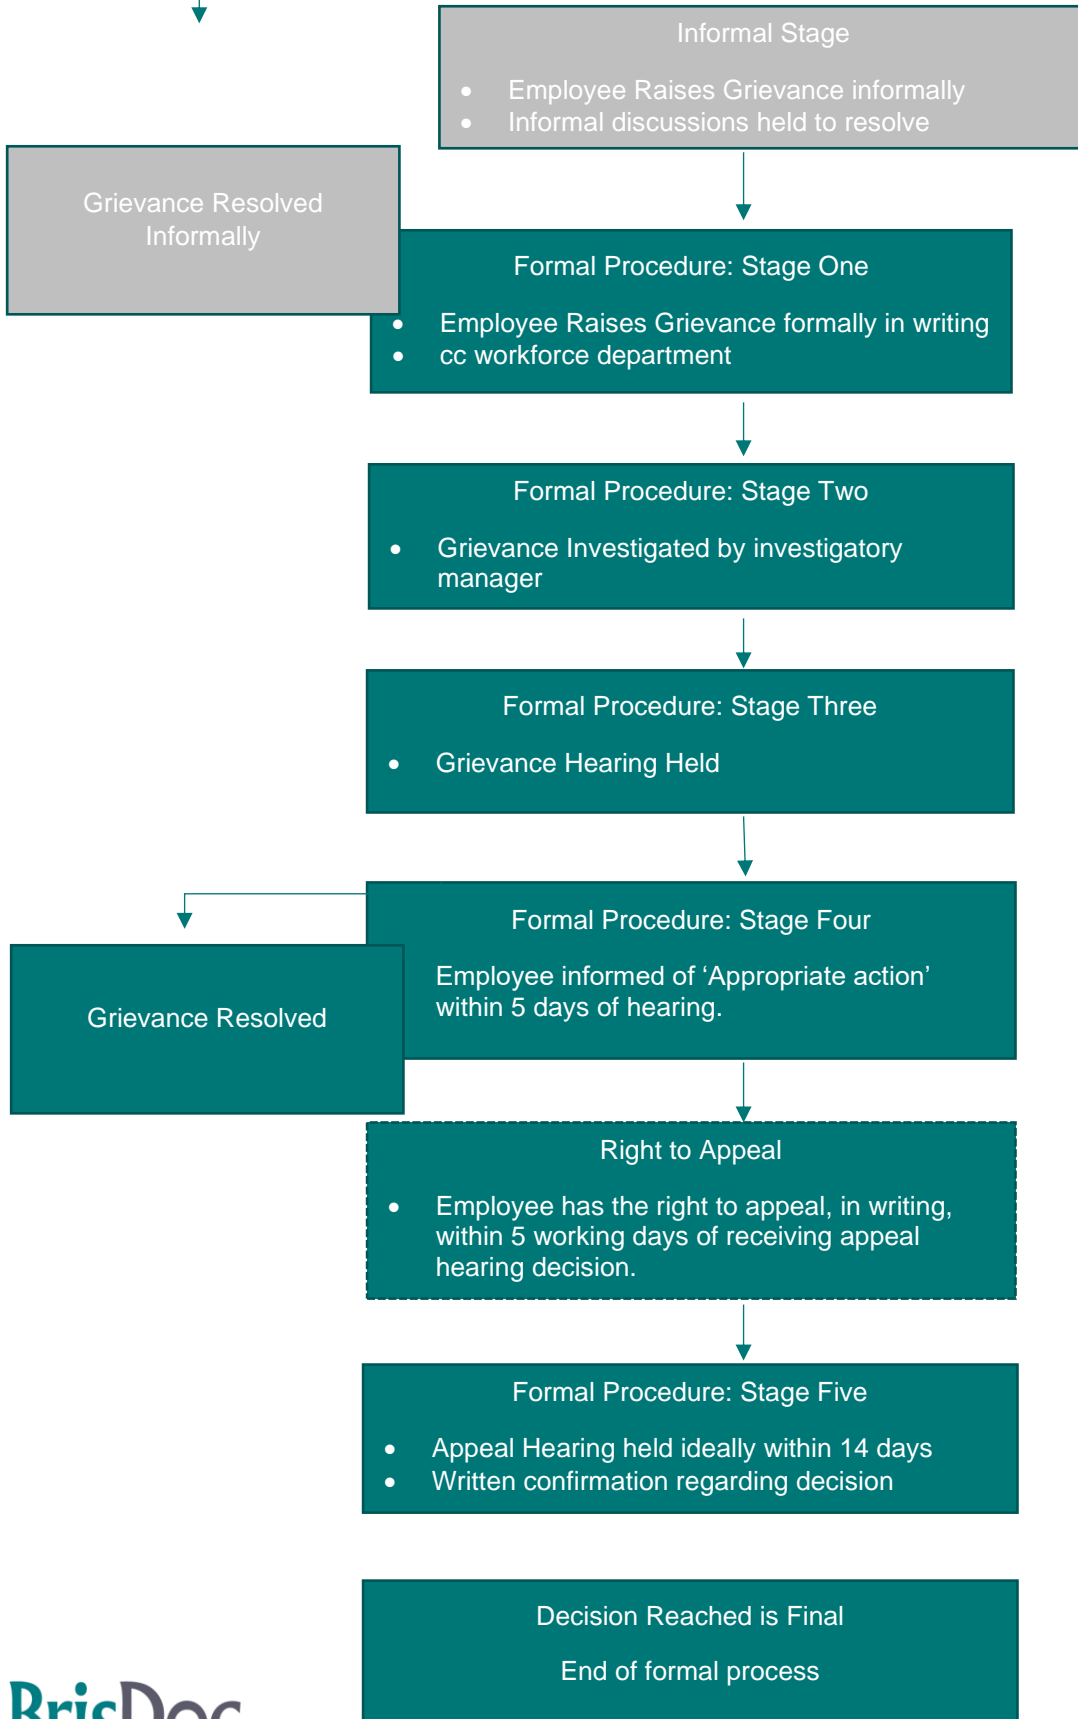 Informal Stage
• Employee Raises Grievance informally
• Informal discussions held to resolve
Grievance Resolved
Informally
Formal Procedure: Stage One
• Employee Raises Grievance formally in writing
• cc workforce department
Formal Procedure: Stage Two
• Grievance Investigated by investigatory
manager
Formal Procedure: Stage Three
• Grievance Hearing Held
Formal Procedure: Stage Four
Employee informed of ‘Appropriate action’
within 5 days of hearing.
Grievance Resolved
Right to Appeal
• Employee has the right to appeal, in writing,
within 5 working days of receiving appeal
hearing decision.
Formal Procedure: Stage Five
• Appeal Hearing held ideally within 14 days
• Written confirmation regarding decision
Decision Reached is Final
End of formal process
BrisDoc